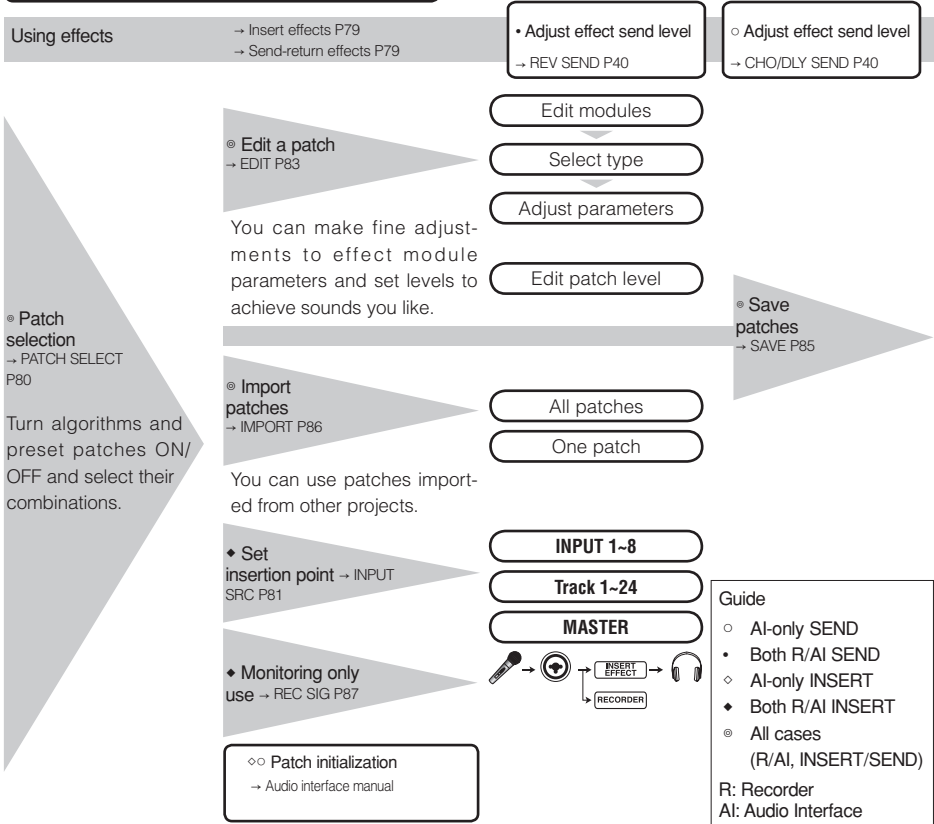 Using effects
→ Insert effects P79
→ Send-return effects P79
• Adjust effect send level
→ REV SEND P40
○ Adjust effect send level
→ CHO/DLY SEND P40
◎ Patch
selection
→ PATCH SELECT
P80
Turn algorithms and
preset patches ON/
OFF and select their
combinations.
◎ Edit a patch
→ EDIT P83
You can make fine adjust-
ments to effect module
parameters and set levels to
achieve sounds you like.
Edit modules
Select type
Adjust parameters
Edit patch level
◎ Save
patches
→ SAVE P85
◎ Import
patches
→ IMPORT P86
You can use patches import-
ed from other projects.
All patches
One patch
◆ Set
insertion point → INPUT
SRC P81
INPUT 1~8
Track 1~24
MASTER
◆ Monitoring only
use → REC SIG P87
INSERT
EFFECT
RECORDER
◇○ Patch initialization
→ Audio interface manual
Guide
○ AI-only SEND
• Both R/AI SEND
◇ AI-only INSERT
◆ Both R/AI INSERT
◎ All cases
(R/AI, INSERT/SEND)
R: Recorder
AI: Audio Interface